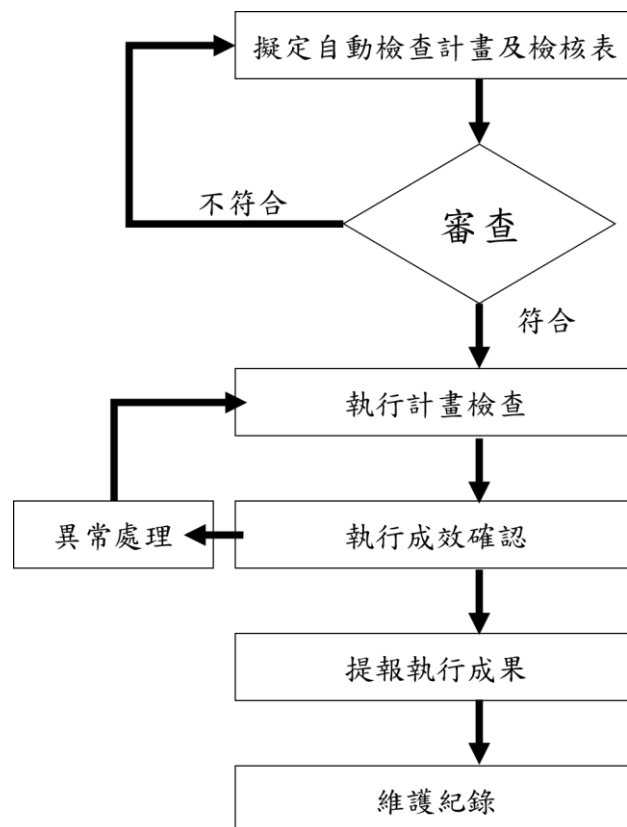 擬定自動檢查計畫及檢核表
不符合
審查
符合
執行計畫檢查
異常處理
執行成效確認
提報執行成果
維護紀錄